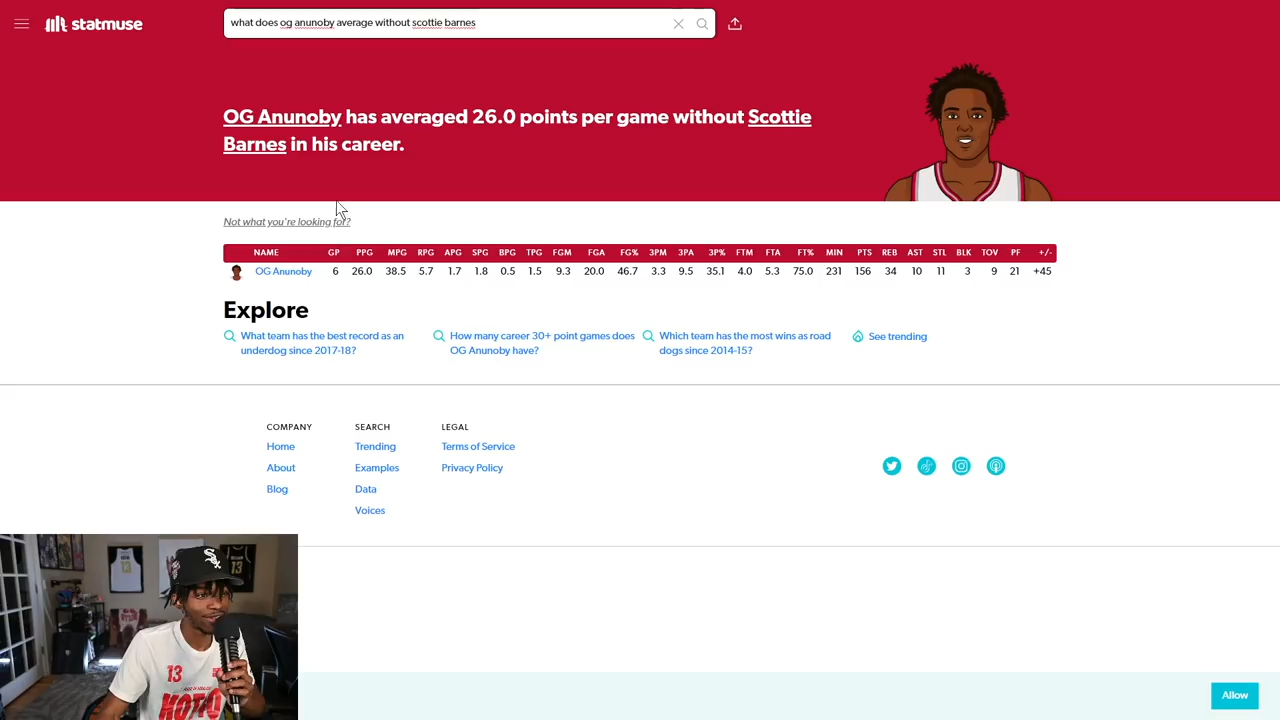 statmuse
what does og anunoby average without scottie barnes
OG Anunoby has averaged 26.0 points per game without Scottie
Barnes in his career.
Not what you're looking for?
NAME GP PPG MPG RPG APG SPG BPG TPG FGM FGA FG% 3PM 3PA 3P% FTM FTA FT% MIN PTS REB AST STL BLK TOV PF +/-
OG Anunoby 6 26.0 38.5 5.7 1.7 1.8 0.5 1.5 9.3 20.0 46.7 3.3 9.5 35.1 4.0 5.3 75.0 231 156 34 10 11 3 9 21 +45
Explore
What team has the best record as an
underdog since 2017-18?
How many career 30+ point games does
OG Anunoby have?
Which team has the most wins as road
dogs since 2014-15?
See trending
COMPANY
Home
About
Blog
SEARCH
Trending
Examples
Data
Voices
LEGAL
Terms of Service
Privacy Policy
13
13
Allow